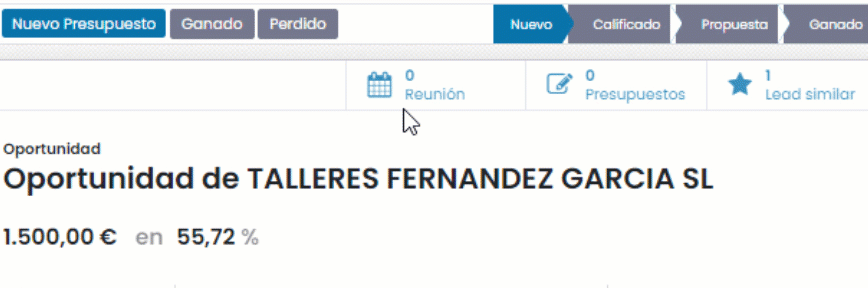 Nuevo Presupuesto Ganado Perdido Nuevo Calificado Propuesta Ganado
0 Reunión
0 Presupuestos
1 Lead similar
Oportunidad
Oportunidad de TALLERES FERNANDEZ GARCIA SL
1.500,00 € en 55,72 %